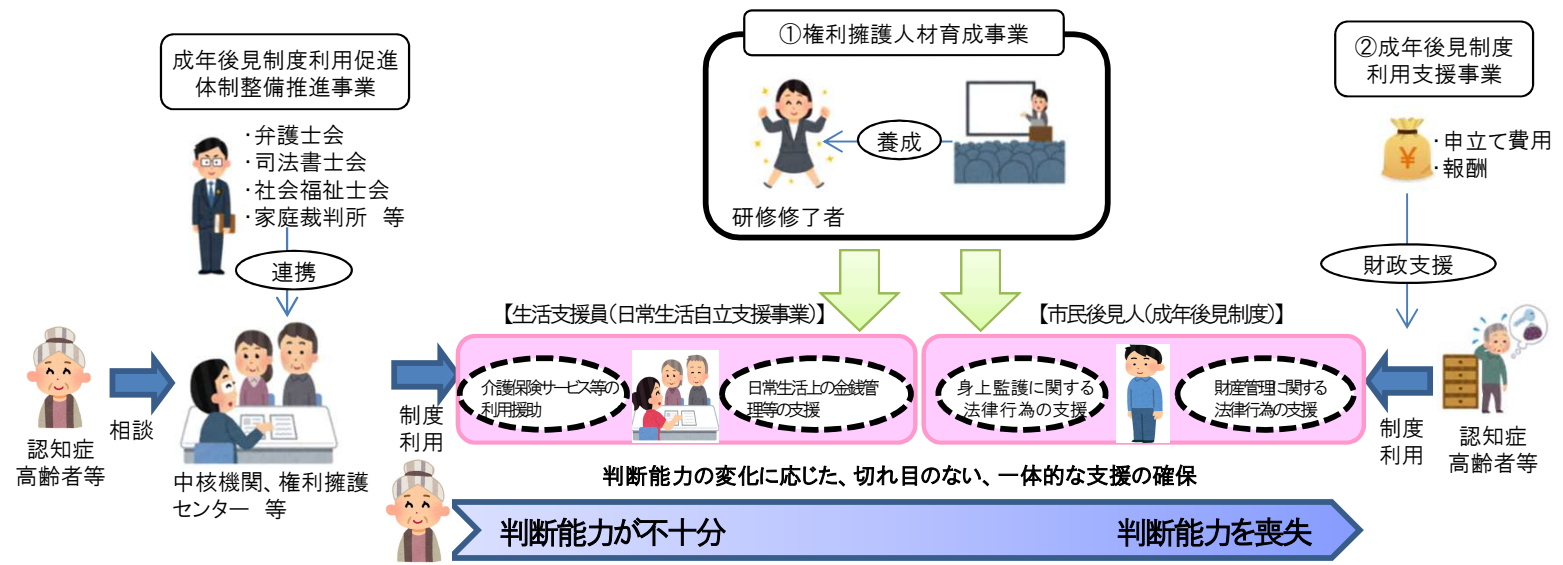 成年後見制度利用促進
体制整備推進事業
・弁護士会
・司法書士会
・社会福祉士会
・家庭裁判所　等
連携
認知症
高齢者等
相談
中核機関、権利擁護
センター　等
制度
利用
①権利擁護人材育成事業
養成
研修修了者
【生活支援員（日常生活自立支援事業）】
介護保険サービス等の
利用援助
日常生活上の金銭管
理等の支援
【市民後見人（成年後見制度）】
身上監護に関する
法律行為の支援
財産管理に関する
法律行為の支援
②成年後見制度
利用支援事業
¥
・申立て費用
・報酬
財政支援
制度
利用
認知症
高齢者等
判断能力の変化に応じた、切れ目のない、一体的な支援の確保
判断能力が不十分
判断能力を喪失